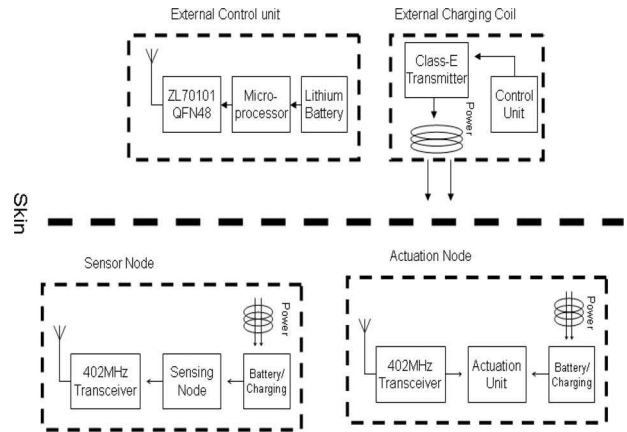 External Control unit
External Charging Coil
ZL70101
QFN48
Micro-
processor
Lithium
Battery
Class-E
Transmitter
Power
Control
Unit
Skin
Sensor Node
Power
402MHz
Transceiver
Sensing
Node
Battery/
Charging
Actuation Node
Power
402MHz
Transceiver
Actuation
Unit
Battery/
Charging